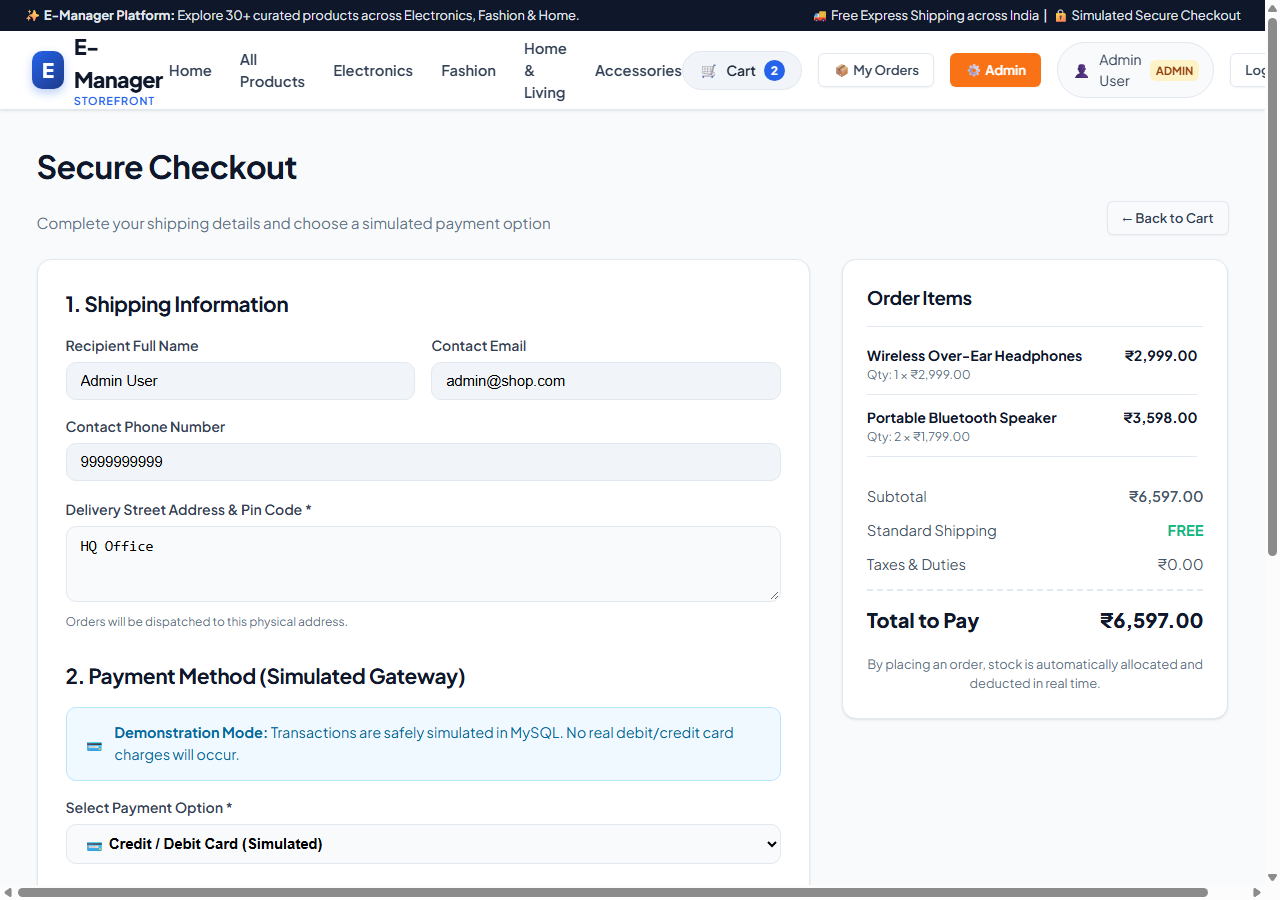 ✨ E-Manager Platform: Explore 30+ curated products across Electronics, Fashion & Home.
🚚 Free Express Shipping across India | 🔒 Simulated Secure Checkout
E
E-
Manager
STOREFRONT
Home
All
Products
Electronics
Fashion
Home
&
Living
Accessories
🛒 Cart 2
📦 My Orders
⚙️ Admin
👤 Admin
User
ADMIN
Secure Checkout
Complete your shipping details and choose a simulated payment option
← Back to Cart
1. Shipping Information
Recipient Full Name
Contact Email
Admin User
admin@shop.com
Contact Phone Number
9999999999
Delivery Street Address & Pin Code *
HQ Office
Orders will be dispatched to this physical address.
2. Payment Method (Simulated Gateway)
💳 Demonstration Mode: Transactions are safely simulated in MySQL. No real debit/credit card
charges will occur.
Select Payment Option *
💳 Credit / Debit Card (Simulated)
Order Items
Wireless Over-Ear Headphones ₹2,999.00
Qty: 1 × ₹2,999.00
Portable Bluetooth Speaker ₹3,598.00
Qty: 2 × ₹1,799.00
Subtotal ₹6,597.00
Standard Shipping FREE
Taxes & Duties ₹0.00
Total to Pay ₹6,597.00
By placing an order, stock is automatically allocated and
deducted in real time.